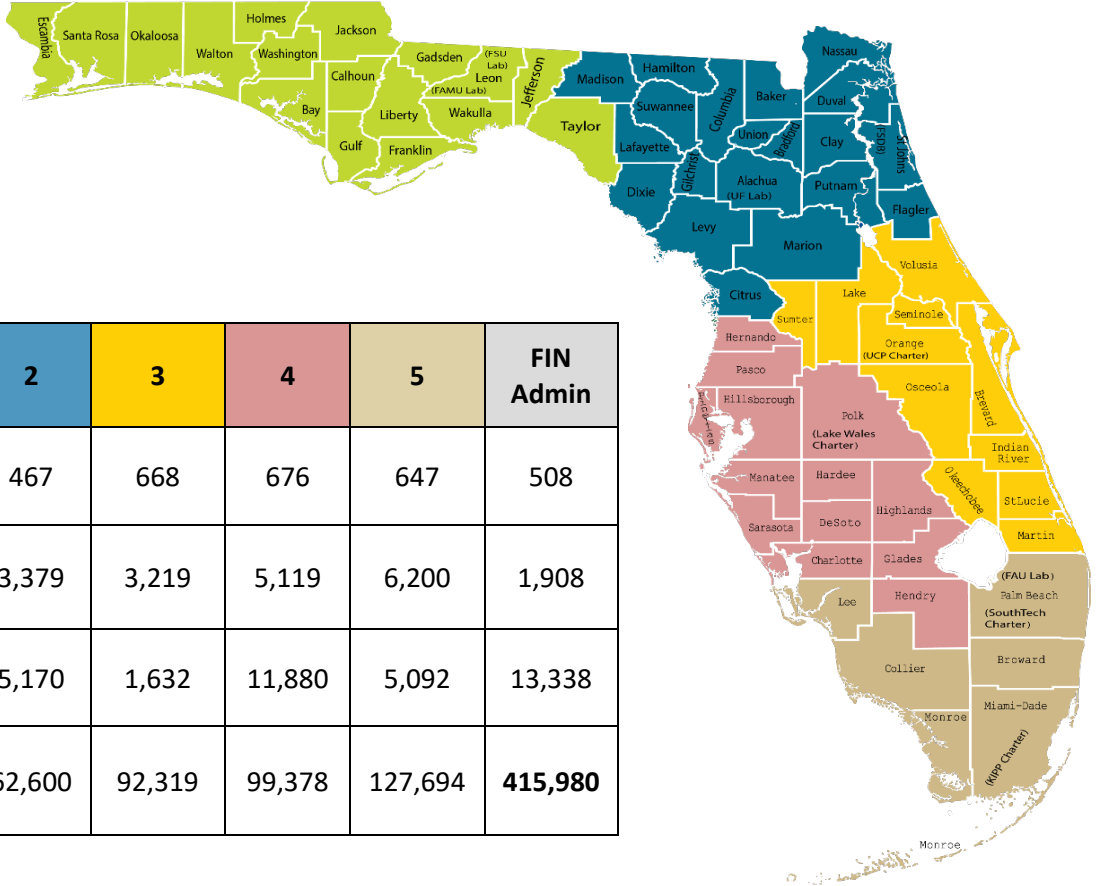 Escambia
Santa Rosa
Okaloosa
Walton
Holmes
Washington
Jackson
Bay
Calhoun
Gulf
Liberty
Franklin
Gadsden
(FSU
Lab)
Leon
(FAMU Lab)
Wakulla
Jefferson
Taylor
Madison
Hamilton
Suwannee
Lafayette
Columbia
Baker
Nassau
Duval
Union
Bradford
Clay
(FSDB)
St Johns
Dixie
Gilchrist
Alachua
(UF Lab)
Putnam
Flagler
Levy
Marion
Citrus
Volusia
Lake
Sumter
Seminole
Orange
(UCP Charter)
Osceola
Brevard
Indian
River
Okeechobee
StLucie
Martin
Hernando
Pasco
Hillsborough
Polk
(Lake Wales
Charter)
Manatee
Hardee
Highlands
Sarasota
DeSoto
Charlotte
Glades
Hendry
Lee
(FAU Lab)
Palm Beach
(SouthTech
Charter)
Collier
Broward
Miami-Dade
(KIPP Charter)
Monroe
Monroe
2 3 4 5 FIN
Admin
467 668 676 647 508
3,379 3,219 5,119 6,200 1,908
5,170 1,632 11,880 5,092 13,338
62,600 92,319 99,378 127,694 415,980